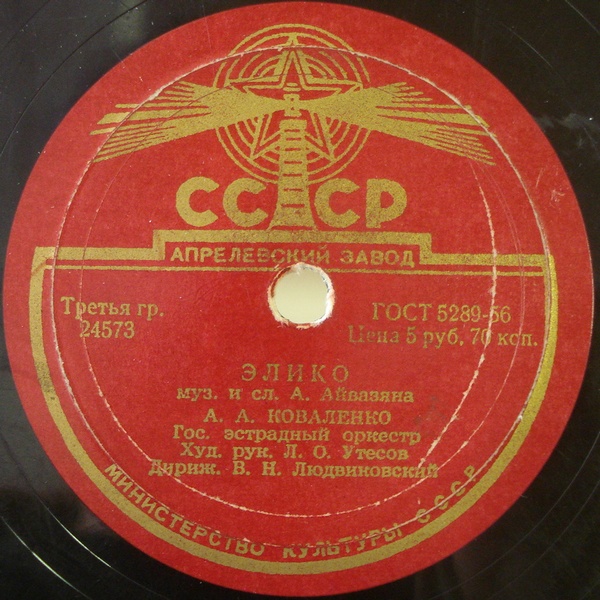 СССР
АПРЕЛЕВСКИЙ ЗАВОД
Третья гр.
24573
ГОСТ 5289-56
Цена 5 руб. 70 коп.
ЭЛИКО
муз. и сл. А. Айвазяна
А. А. КОВАЛЕНКО
Гос. эстрадный оркестр
Худ. рук. Л. О. Утесов
Дириж. В. Н. Людвиковский
МИНИСТЕРСТВО КУЛЬТУРЫ СССР